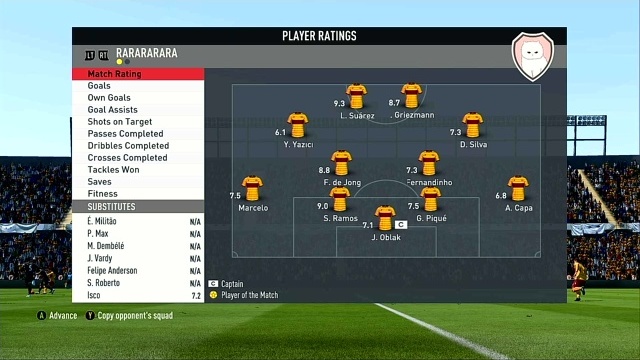 PLAYER RATINGS
LT RT RARARARARA
Match Rating
Goals
Own Goals
Goal Assists
Shots on Target
Passes Completed
Dribbles Completed
Crosses Completed
Tackles Won
Saves
Fitness
SUBSTITUTES
É. Militão N/A
P. Max N/A
M. Dembélé N/A
J. Vardy N/A
Felipe Anderson N/A
S. Roberto N/A
Isco 7.2
9.3 8.7
L. Suárez . Griezmann
6.1 7.3
Y. Yazıcı D. Silva
8.8 7.3
F. de Jong Fernandinho
7.5 6.8
Marcelo A. Capa
9.0 7.5
S. Ramos G. Piqué
7.1 C
J. Oblak
C Captain
Player of the Match
A Advance Y Copy opponent's squad